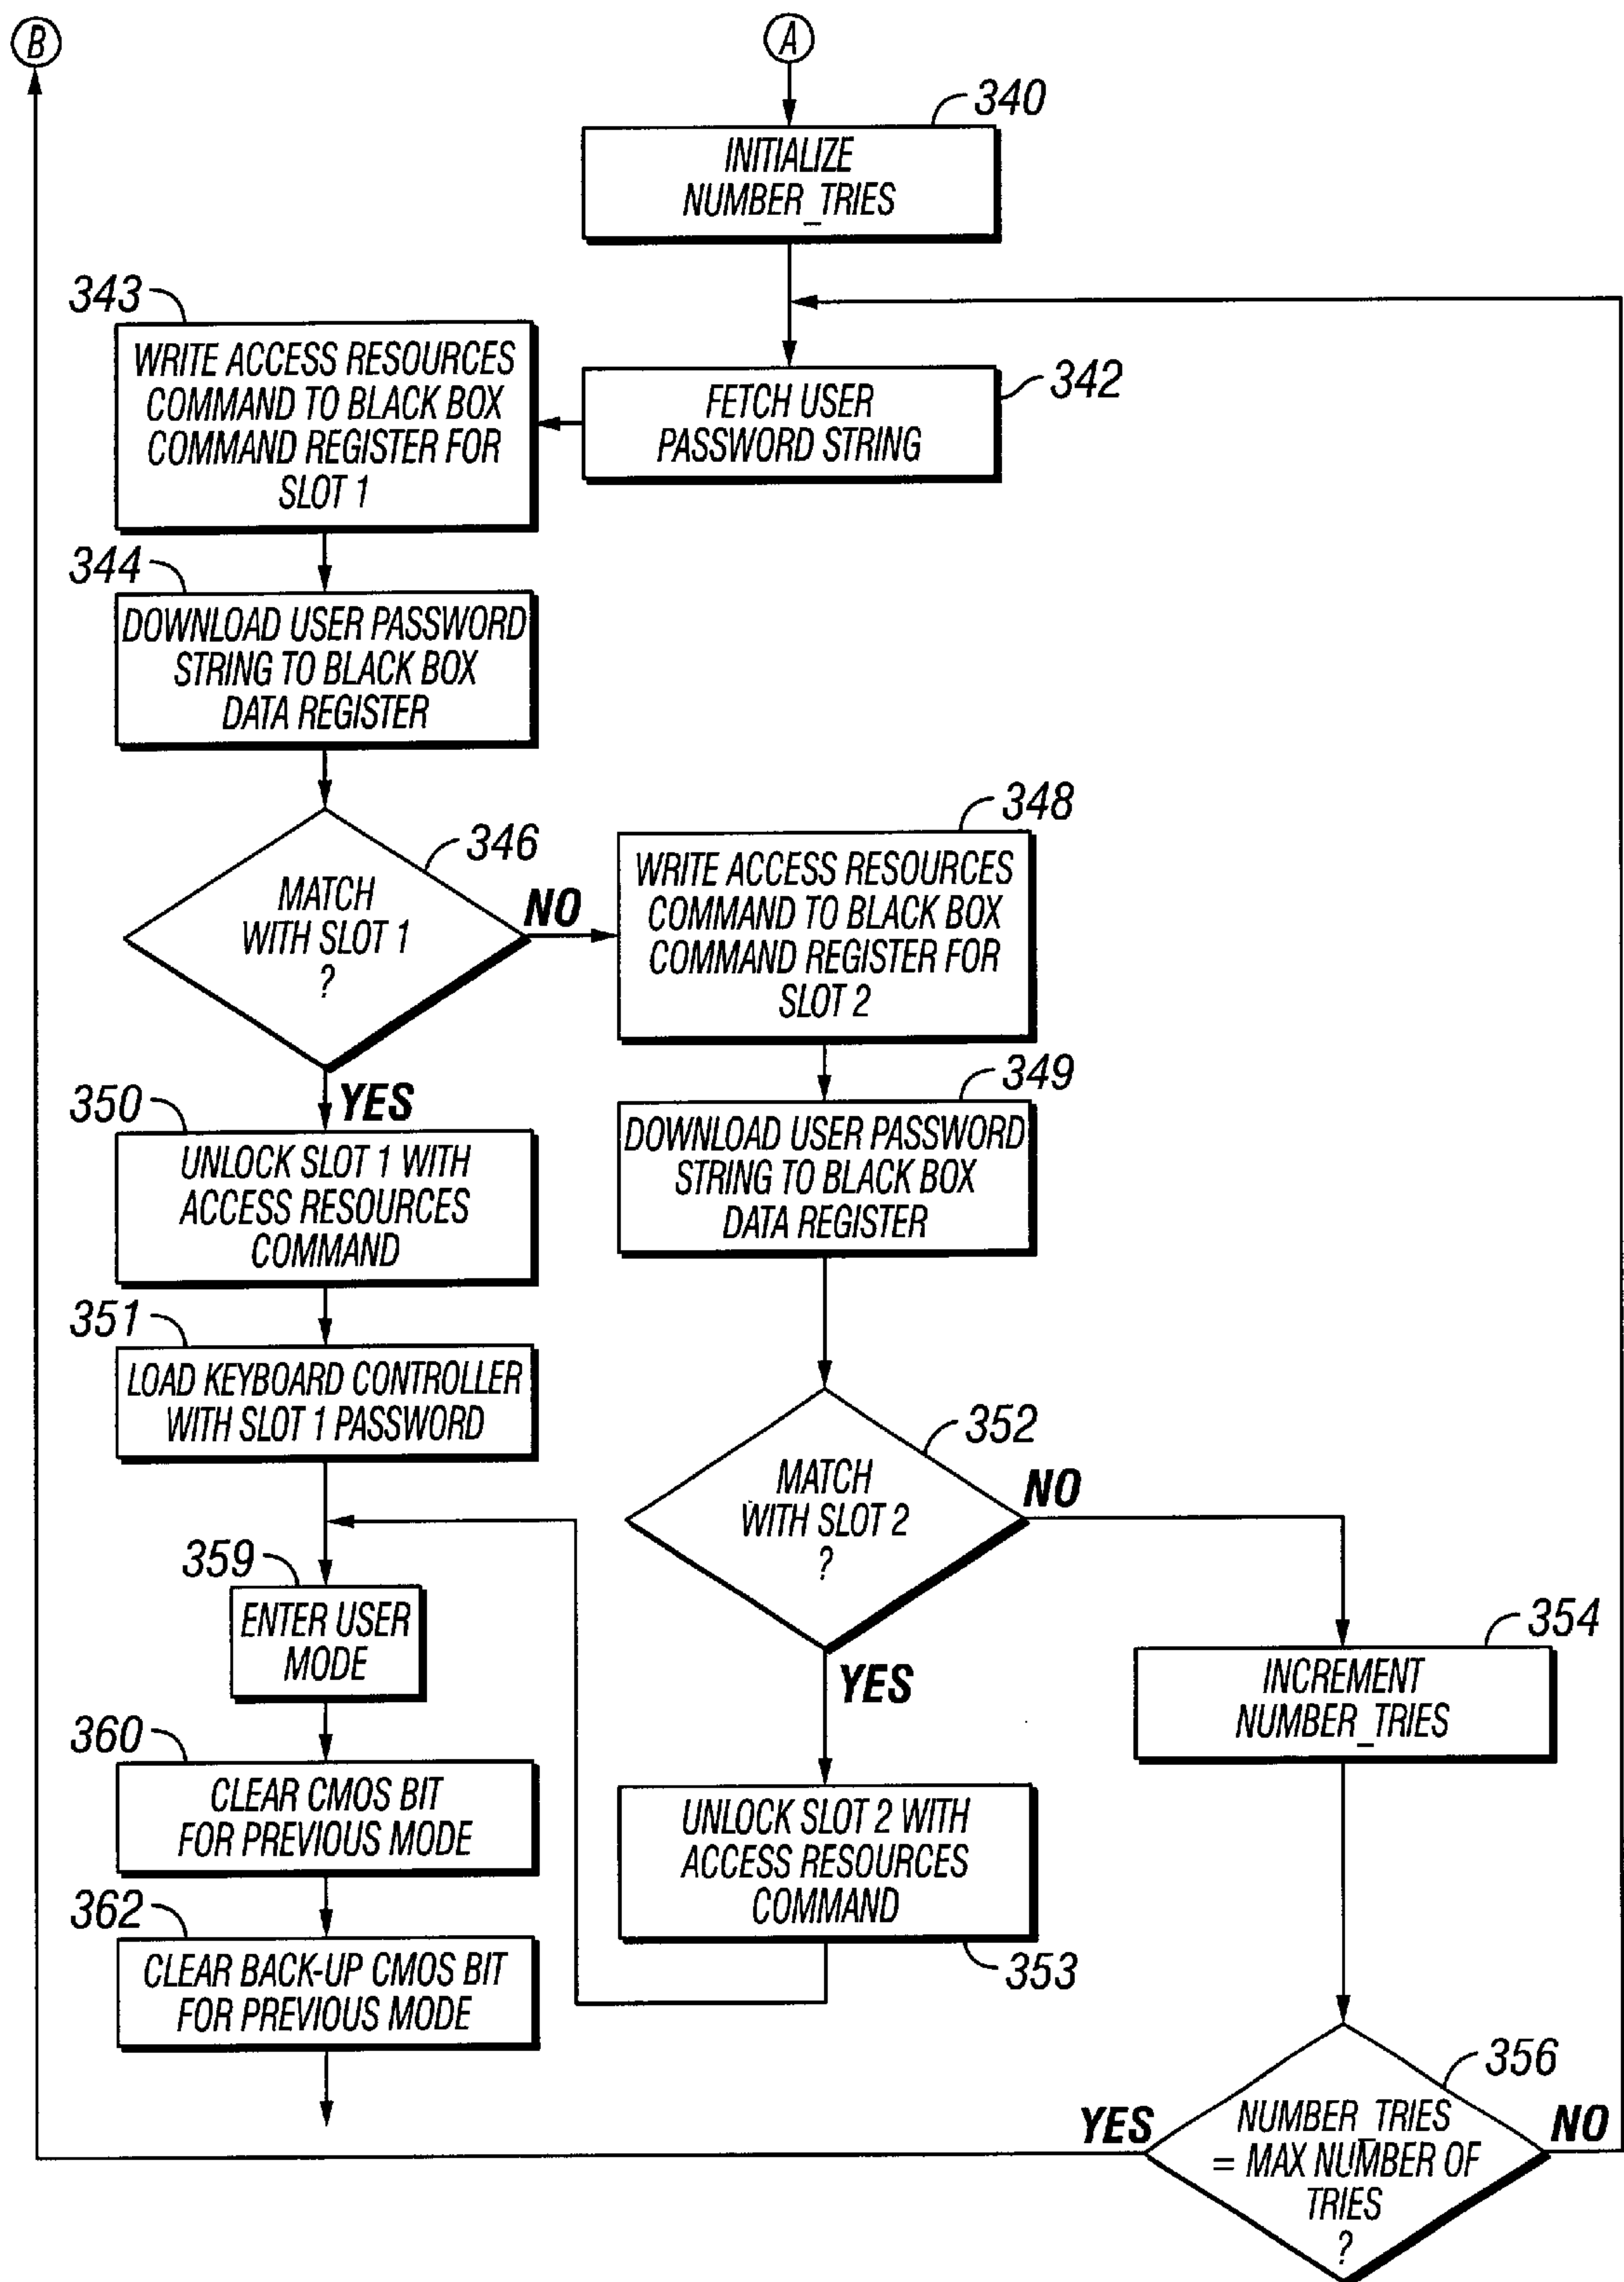 B
A
340
INITIALIZE
NUMBER_TRIES
343
WRITE ACCESS RESOURCES
COMMAND TO BLACK BOX
COMMAND REGISTER FOR
SLOT 1
342
FETCH USER
PASSWORD STRING
344
DOWNLOAD USER PASSWORD
STRING TO BLACK BOX
DATA REGISTER
346
MATCH
WITH SLOT 1
?
NO
348
WRITE ACCESS RESOURCES
COMMAND TO BLACK BOX
COMMAND REGISTER FOR
SLOT 2
YES
350
UNLOCK SLOT 1 WITH
ACCESS RESOURCES
COMMAND
349
DOWNLOAD USER PASSWORD
STRING TO BLACK BOX
DATA REGISTER
351
LOAD KEYBOARD CONTROLLER
WITH SLOT 1 PASSWORD
352
MATCH
WITH SLOT 2
?
NO
YES
359
ENTER USER
MODE
354
INCREMENT
NUMBER_TRIES
360
CLEAR CMOS BIT
FOR PREVIOUS MODE
UNLOCK SLOT 2 WITH
ACCESS RESOURCES
COMMAND
353
362
CLEAR BACK-UP CMOS BIT
FOR PREVIOUS MODE
356
YES
NUMBER_TRIES
= MAX NUMBER OF
TRIES
?
NO